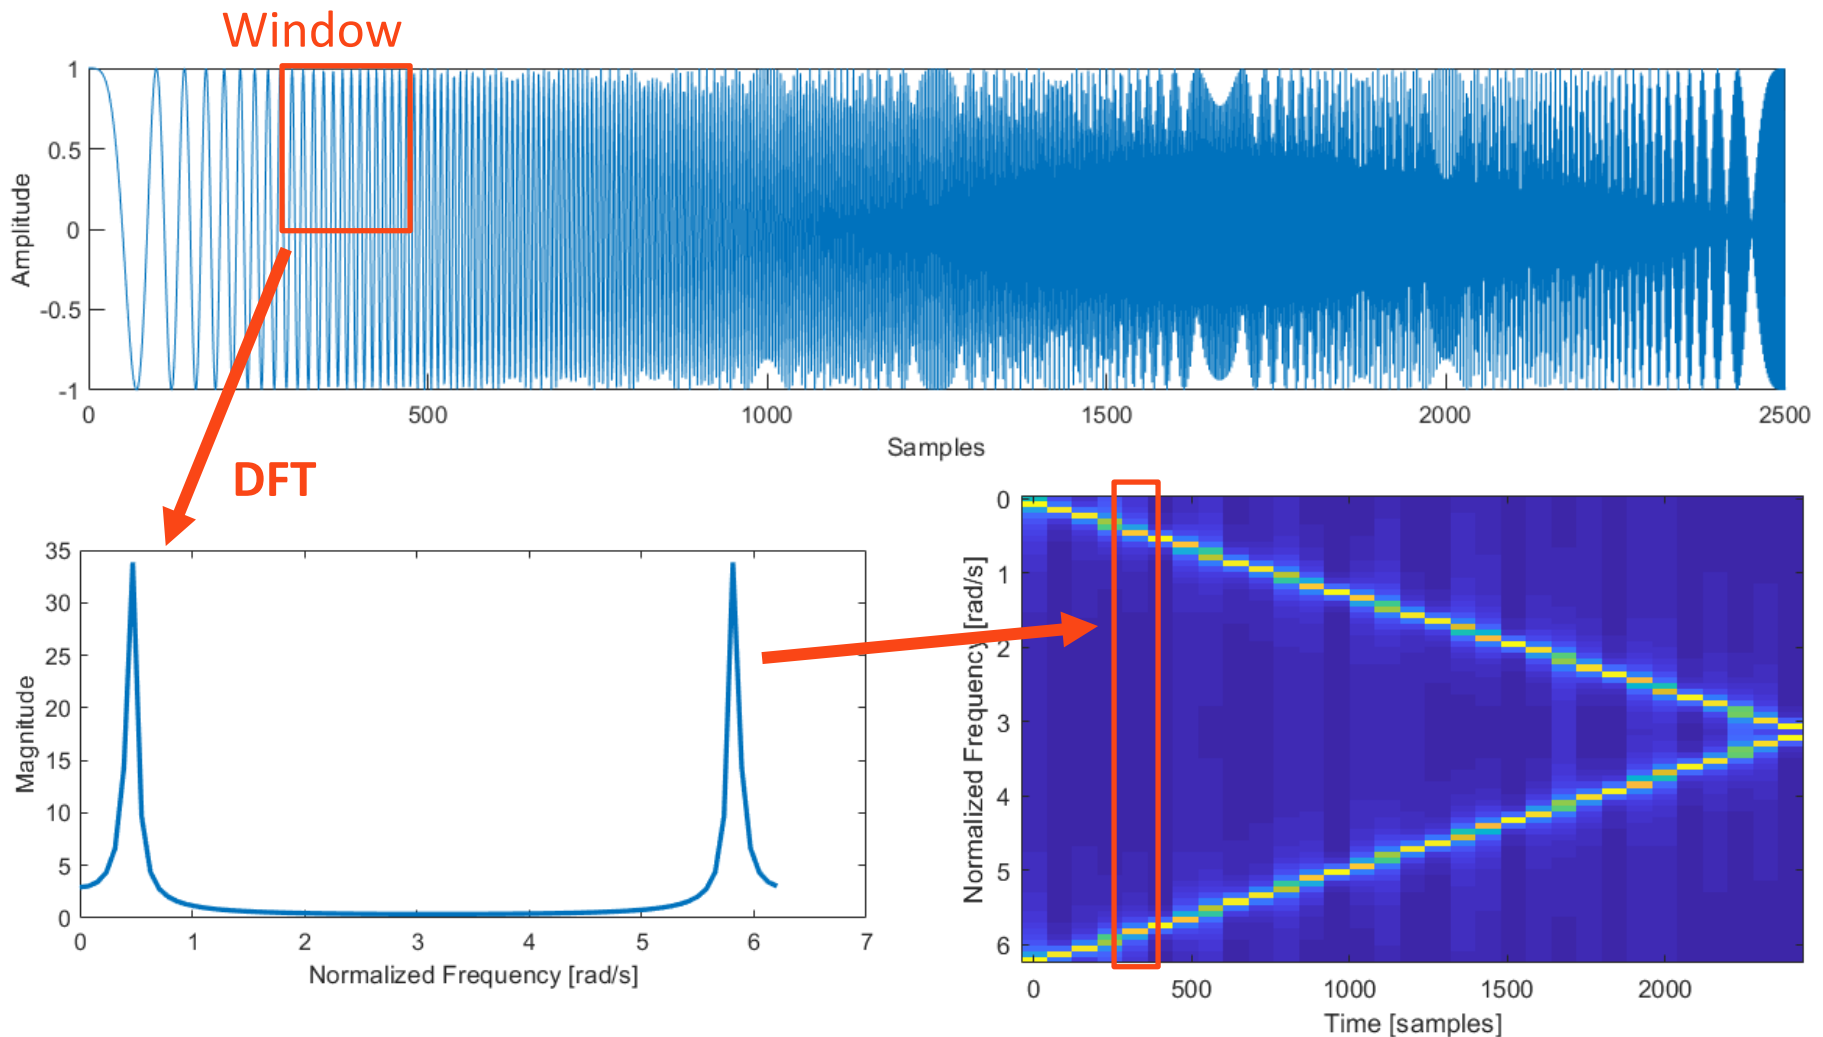 Window
1
0.5
0
-0.5
-1
Amplitude
0 500 1000 1500 2000 2500
Samples
DFT
35
30
25
20
15
10
5
0
Magnitude
0 1 2 3 4 5 6 7
Normalized Frequency [rad/s]
0
1
2
3
4
5
6
Normalized Frequency [rad/s]
0 500 1000 1500 2000
Time [samples]